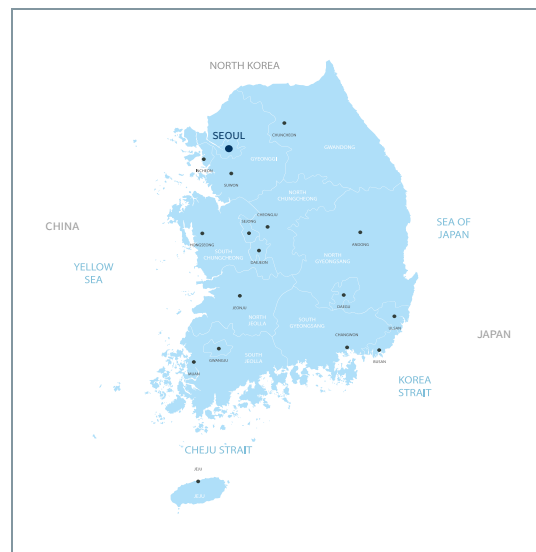 NORTH KOREA
SEOUL
CHUNCHEON
GANWEONG
GYEONGGI
INCHEON
SUWON
NORTH
CHUNGCHEONG
CHEONGJU
SEJONG
CHINA
SEA OF
JAPAN
HONGSEONG
ANDONG
SOUTH
CHUNGCHEONG
DAEJEON
NORTH
GYEONGSANG
YELLOW
SEA
JEONJU
DAEGU
NORTH
JEOLLA
SOUTH
GYEONGSANG
ULSAN
CHANGWON
JAPAN
GWANGJU
BUSAN
SOUTH
JEOLLA
MUAN
KOREA
STRAIT
CHEJU STRAIT
JEJU
JEJU